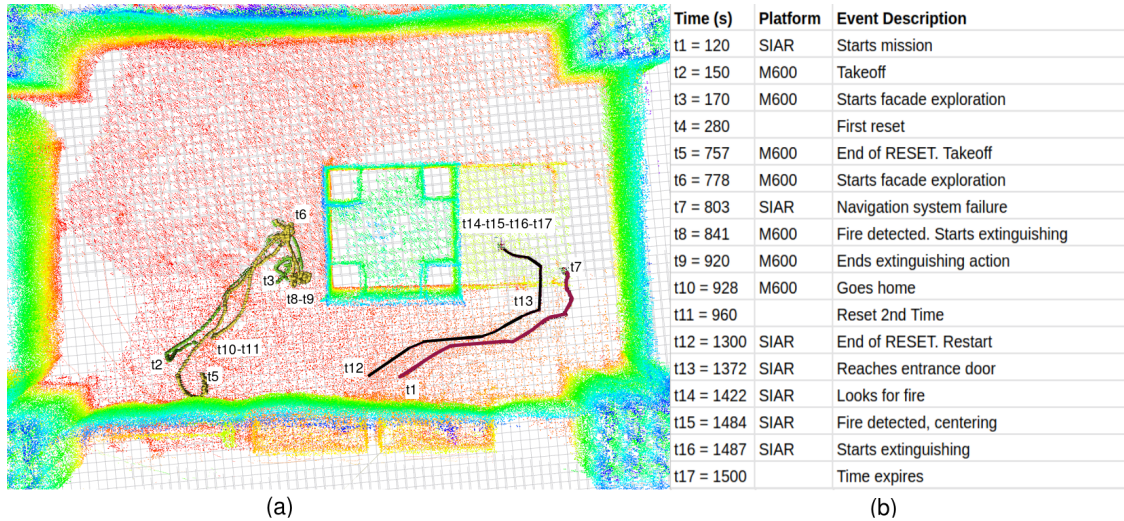 t6
t14-t15-t16-t17
t3
t7
t8-t9
t13
t10-t11
t2
t12
t5
t1
(a)
Time (s) Platform Event Description
t1 = 120 SIAR Starts mission
t2 = 150 M600 Takeoff
t3 = 170 M600 Starts facade exploration
t4 = 280 First reset
t5 = 757 M600 End of RESET. Takeoff
t6 = 778 M600 Starts facade exploration
t7 = 803 SIAR Navigation system failure
t8 = 841 M600 Fire detected. Starts extinguishing
t9 = 920 M600 Ends extinguishing action
t10 = 928 M600 Goes home
t11 = 960 Reset 2nd Time
t12 = 1300 SIAR End of RESET. Restart
t13 = 1372 SIAR Reaches entrance door
t14 = 1422 SIAR Looks for fire
t15 = 1484 SIAR Fire detected, centering
t16 = 1487 SIAR Starts extinguishing
t17 = 1500 Time expires
(b)